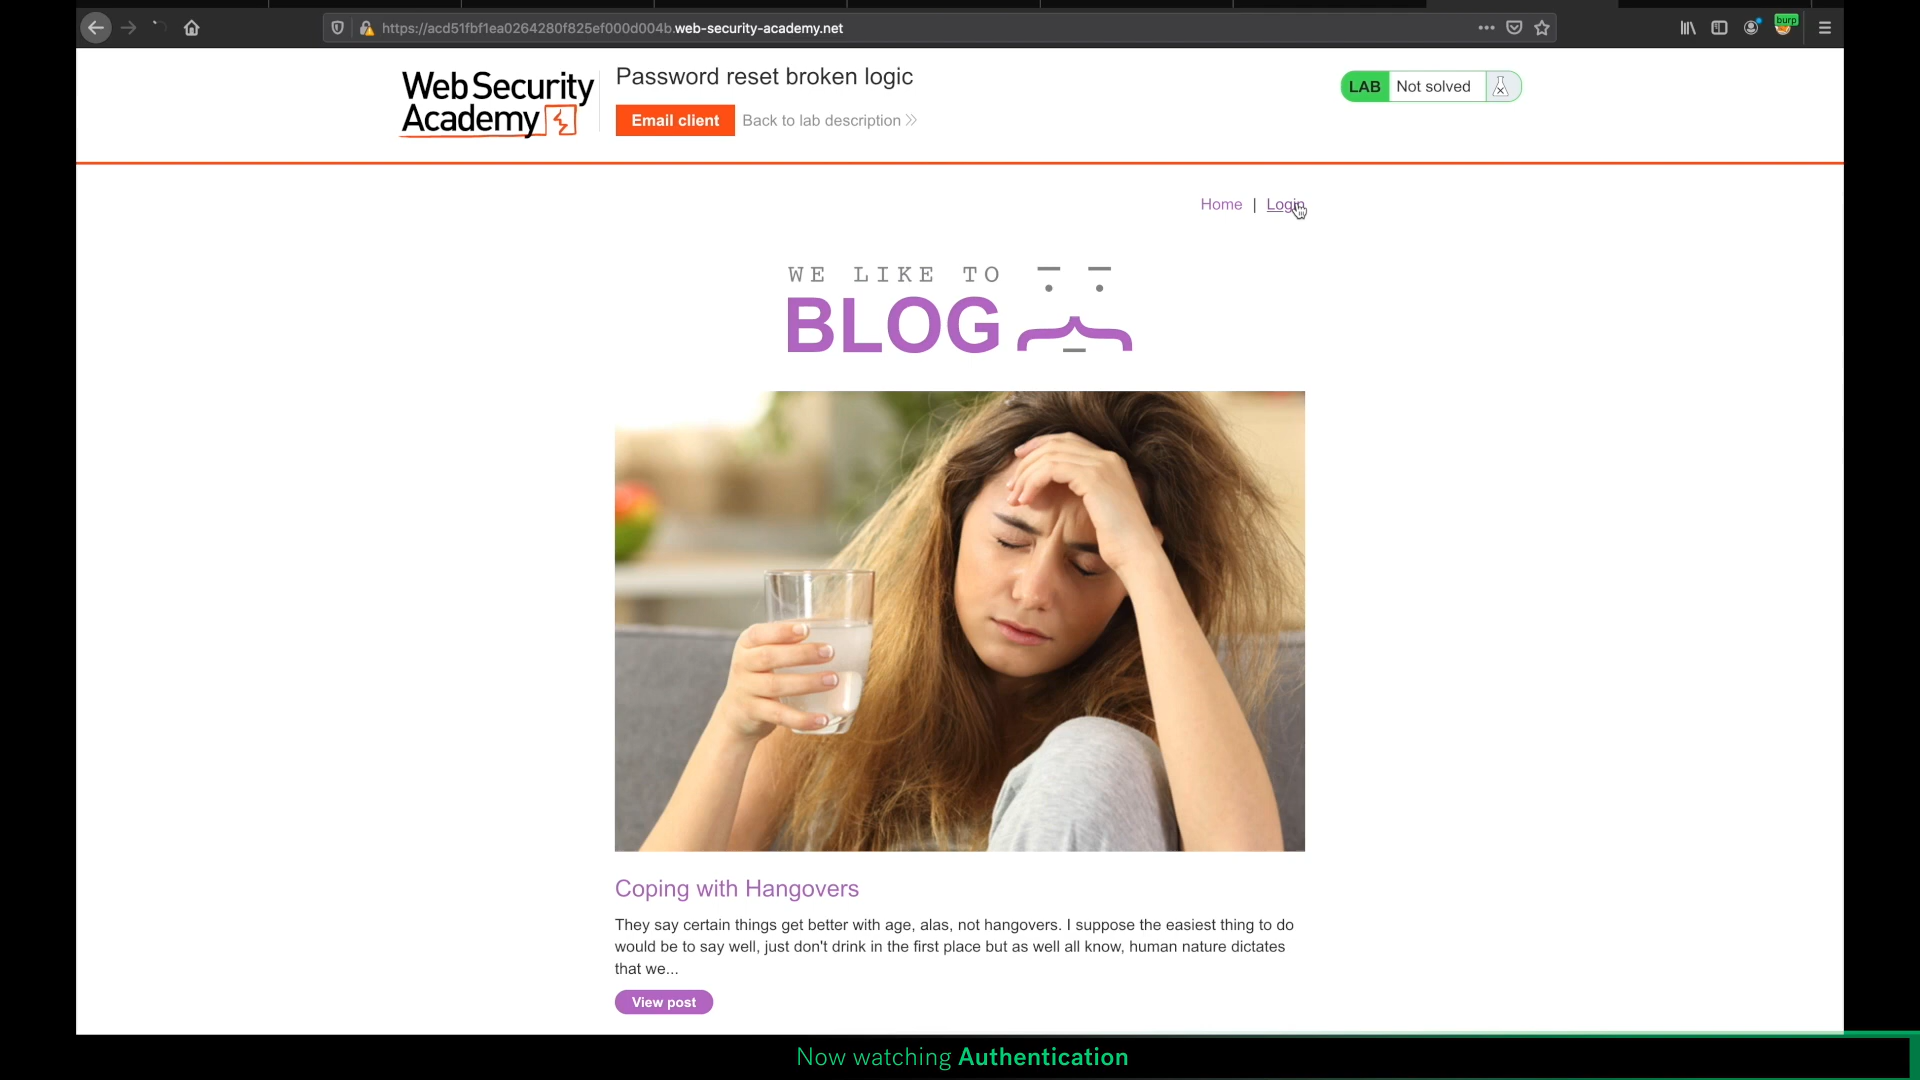 https://acd51fbf1ea0264280f825ef000d004b.web-security-academy.net
burp
Web Security
Academy
Password reset broken logic
Email client
Back to lab description
LAB
Not solved
Home | Login
WE LIKE TO
BLOG
Coping with Hangovers
They say certain things get better with age, alas, not hangovers. I suppose the easiest thing to do
would be to say well, just don't drink in the first place but as well all know, human nature dictates
that we...
View post
Now watching Authentication